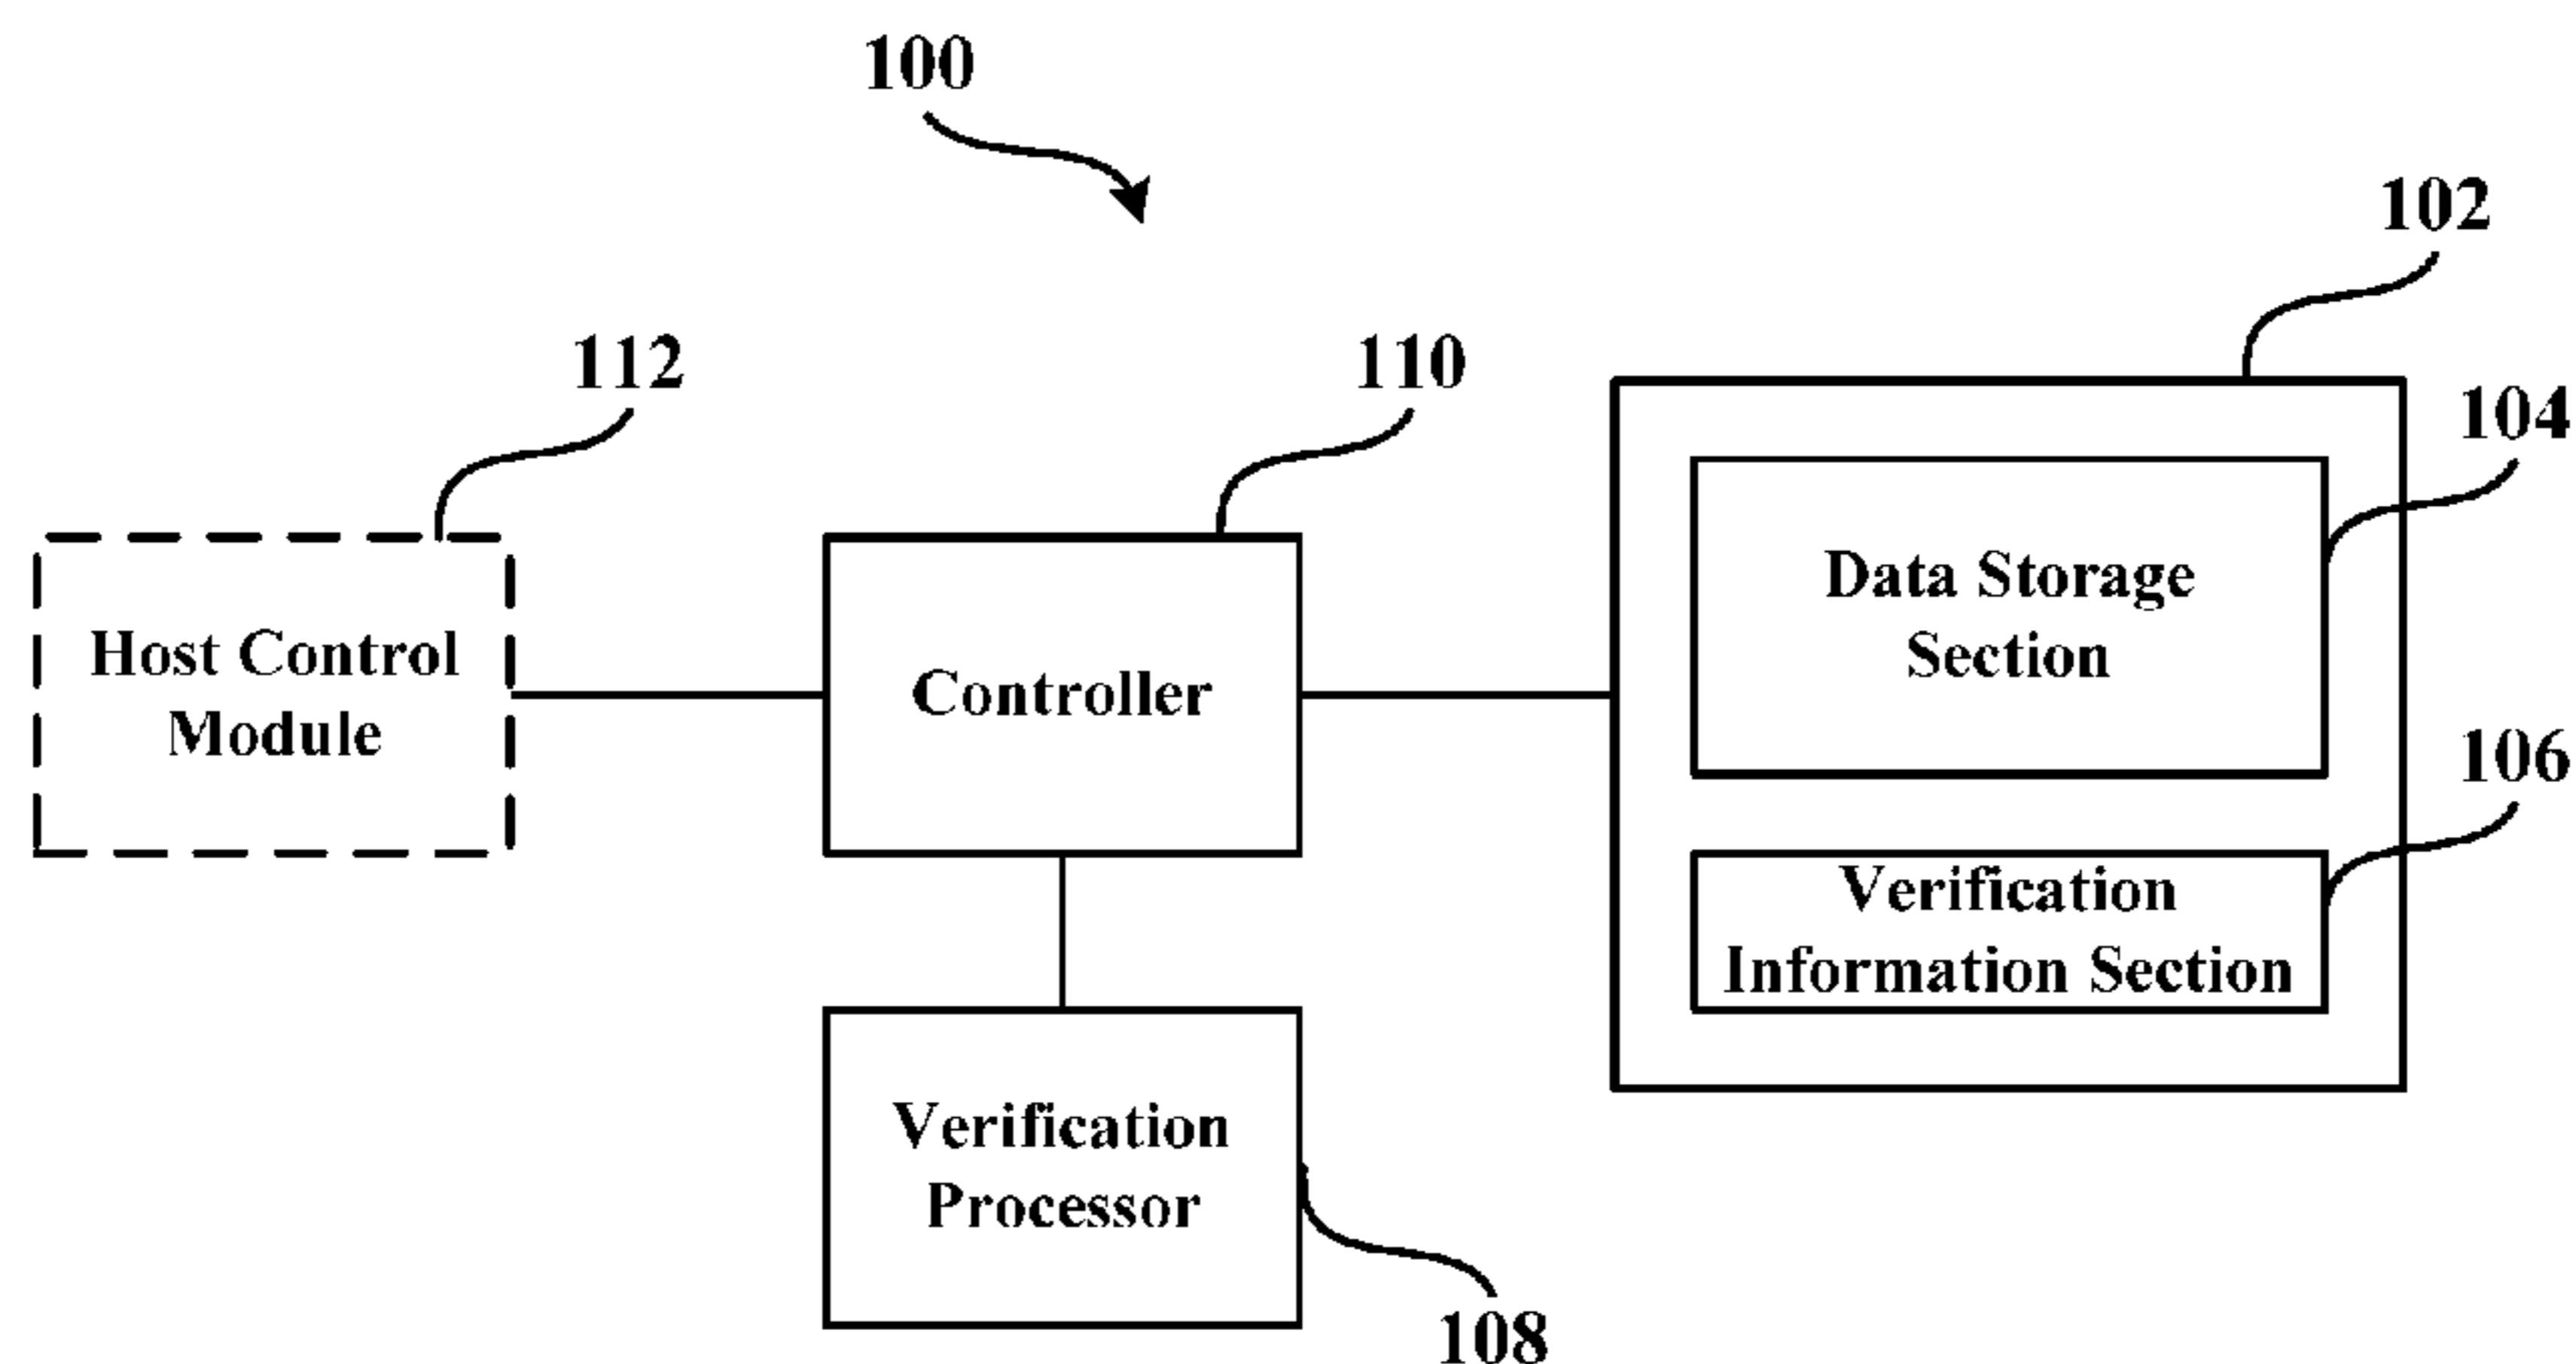 100
102
112
110
104
Data Storage
Section
Host Control
Module
Controller
106
Verification
Information Section
Verification
Processor
108